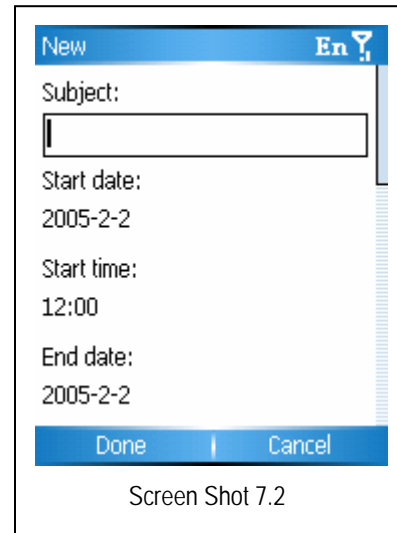 New En
Subject:
Start date:
2005-2-2
Start time:
12:00
End date:
2005-2-2
Done Cancel
Screen Shot 7.2